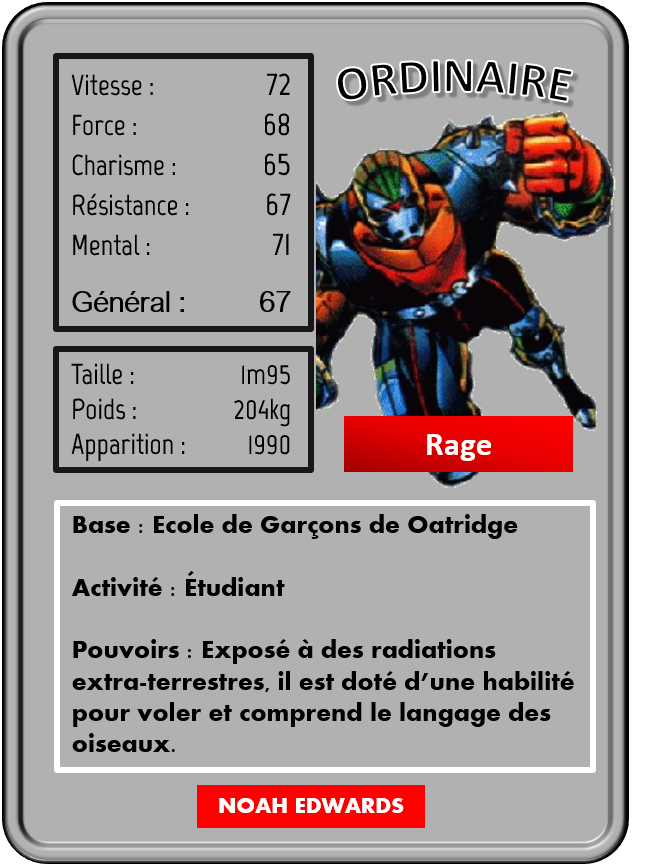 ORDINAIRE
Vitesse : 72
Force : 68
Charisme : 65
Résistance : 67
Mental : 71
Général : 67
Taille : 1m95
Poids : 204kg
Apparition : 1990
Rage
Base : Ecole de Garçons de Oatridge
Activité : Étudiant
Pouvoirs : Exposé à des radiations
extra-terrestres, il est doté d’une habilité
pour voler et comprend le langage des
oiseaux.
NOAH EDWARDS